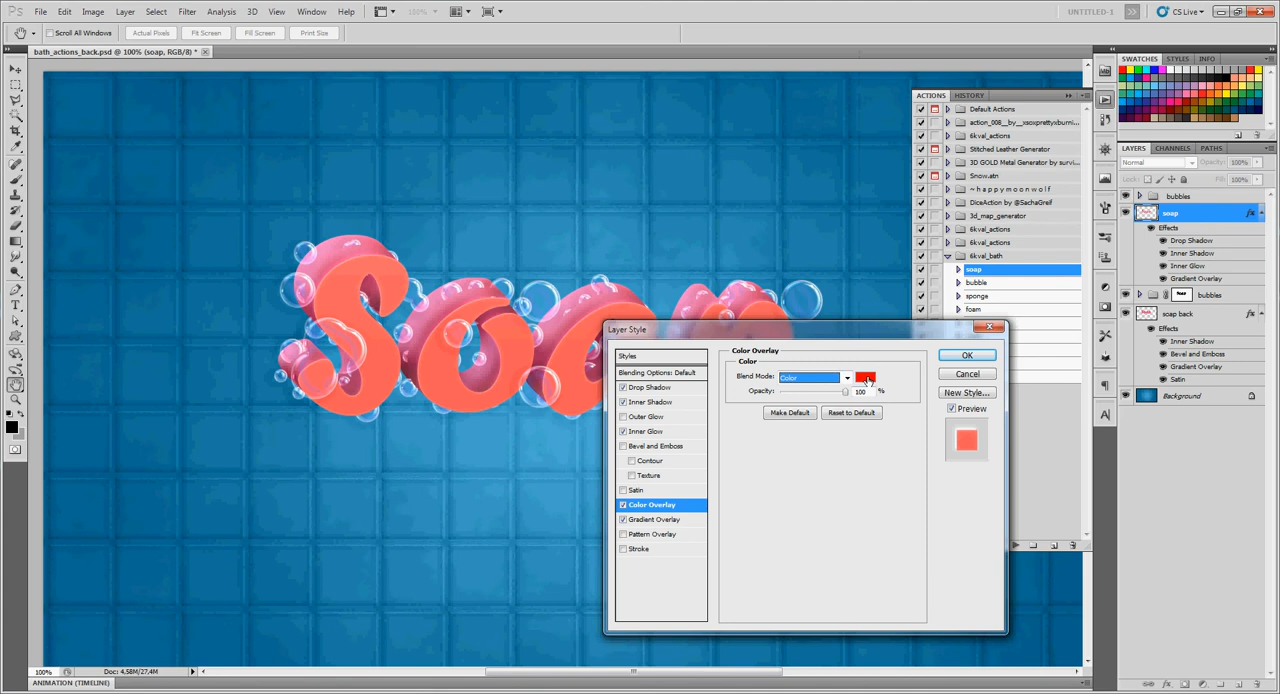 Ps File Edit Image Layer Select Filter Analysis 3D View Window Help 100% UNTITLED-1 CS Live
Scroll All Windows Actual Pixels Fit Screen Fill Screen Print Size
bath_actions_back.psd @ 100% (soap, RGB/8) *
SWATCHES STYLES INFO
ACTIONS HISTORY
Default Actions
action_008__by__xsoxprettyxburni...
6kval_actions
Stitched Leather Generator
3D GOLD Metal Generator by survi...
Snow.atn
~ h a p p y m o o n w o l f
DiceAction by @SachaGreif
3d_map_generator
6kval_actions
6kval_actions
6kval_bath
soap
bubble
sponge
foam
LAYERS CHANNELS PATHS
Normal Opacity: 100%
Lock: Fill: 100%
bubbles
soap fx
Effects
Drop Shadow
Inner Shadow
Inner Glow
Gradient Overlay
bubbles
soap back fx
Effects
Inner Shadow
Bevel and Emboss
Gradient Overlay
Satin
Background
Layer Style
Styles
Blending Options: Default
Drop Shadow
Inner Shadow
Outer Glow
Inner Glow
Bevel and Emboss
Contour
Texture
Satin
Color Overlay
Gradient Overlay
Pattern Overlay
Stroke
Color Overlay
Color
Blend Mode: Color
Opacity: 100 %
Make Default Reset to Default
OK
Cancel
New Style...
Preview
100% Doc: 4.58M/27.4M
ANIMATION (TIMELINE)